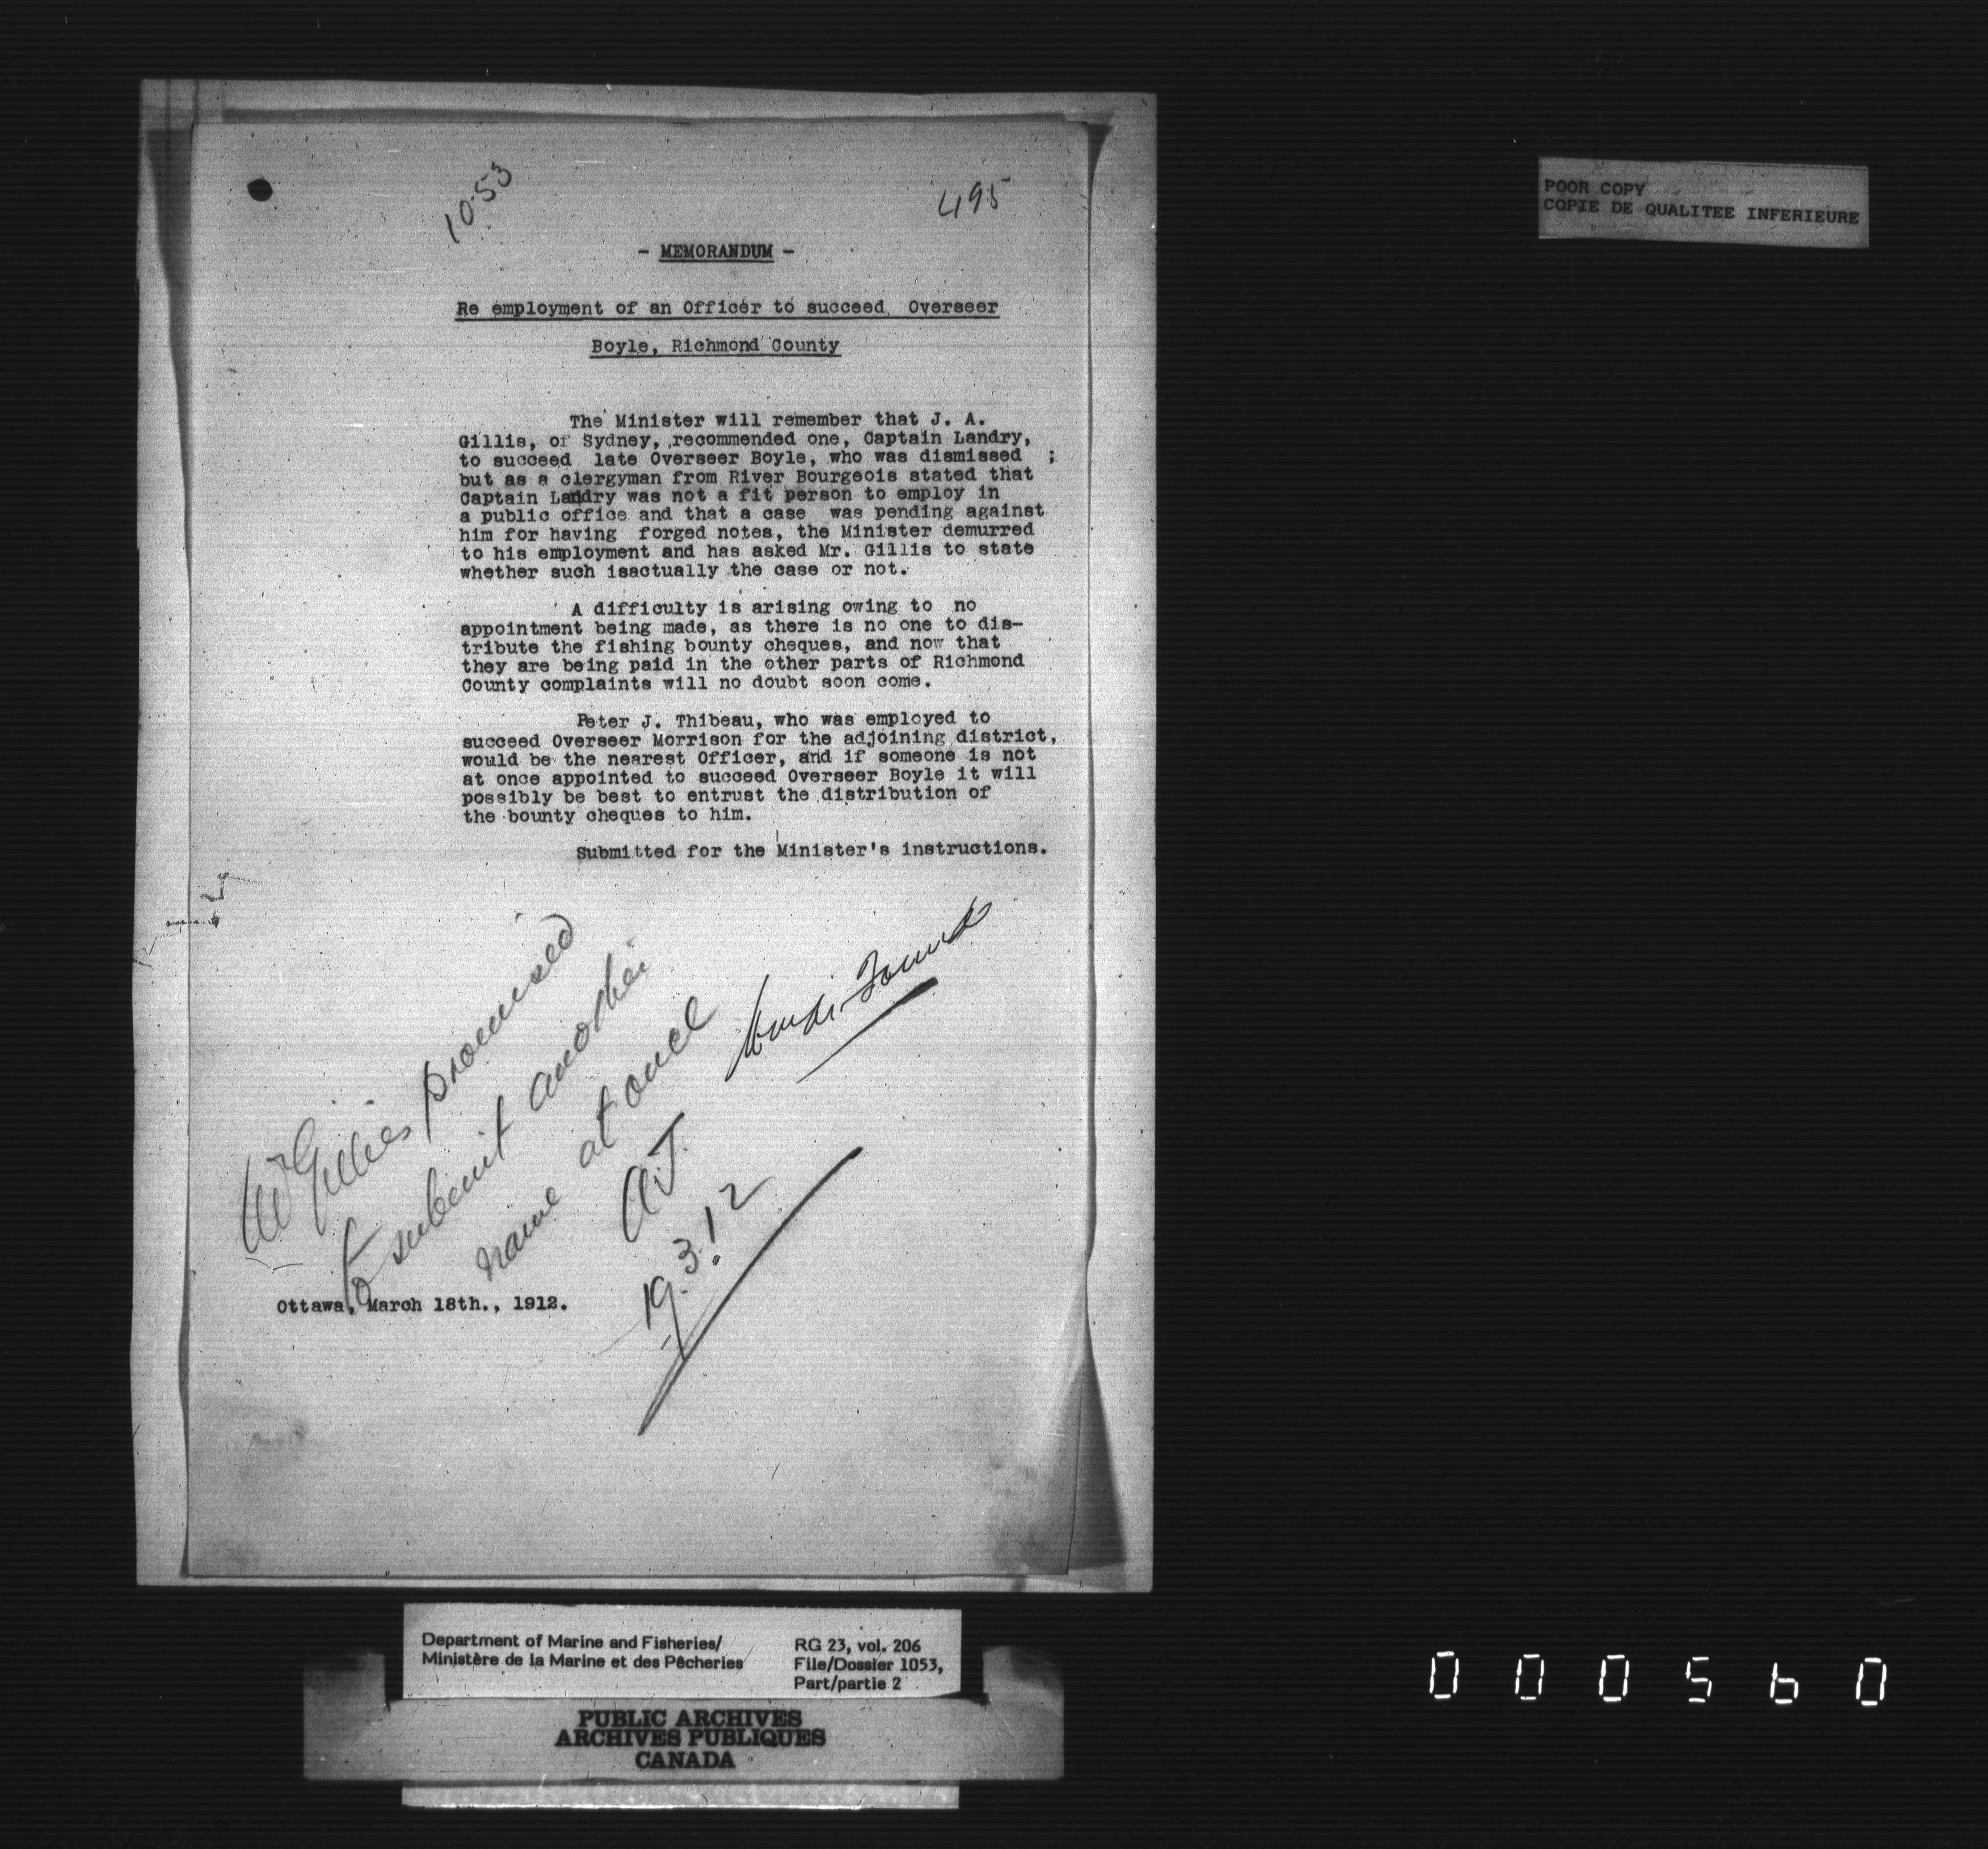 10-53
495
- MEMORANDUM -
Re employment of an Officer to succeed Overseer
Boyle, Richmond County
The Minister will remember that J. A.
Gillis, of Sydney, recommended one, Captain Landry,
to succeed late Overseer Boyle, who was dismissed ;
but as a clergyman from River Bourgeois stated that
Captain Landry was not a fit person to employ in
a public office and that a case was pending against
him for having forged notes, the Minister demurred
to his employment and has asked Mr. Gillis to state
whether such isactually the case or not.
A difficulty is arising owing to no
appointment being made, as there is no one to dis-
tribute the fishing bounty cheques, and now that
they are being paid in the other parts of Richmond
County complaints will no doubt soon come.
Peter J. Thibeau, who was employed to
succeed Overseer Morrison for the adjoining district,
would be the nearest Officer, and if someone is not
at once appointed to succeed Overseer Boyle it will
possibly be best to entrust the distribution of
the bounty cheques to him.
Submitted for the Minister's instructions.
Gillies promised
to submit another
name at once
19.3.12
Ottawa, March 18th., 1912.
POOR COPY
COPIE DE QUALITEE INFERIEURE
Department of Marine and Fisheries/
Ministère de la Marine et des Pêcheries
RG 23, vol. 206
File/Dossier 1053,
Part/partie 2
PUBLIC ARCHIVES
ARCHIVES PUBLIQUES
CANADA
000560